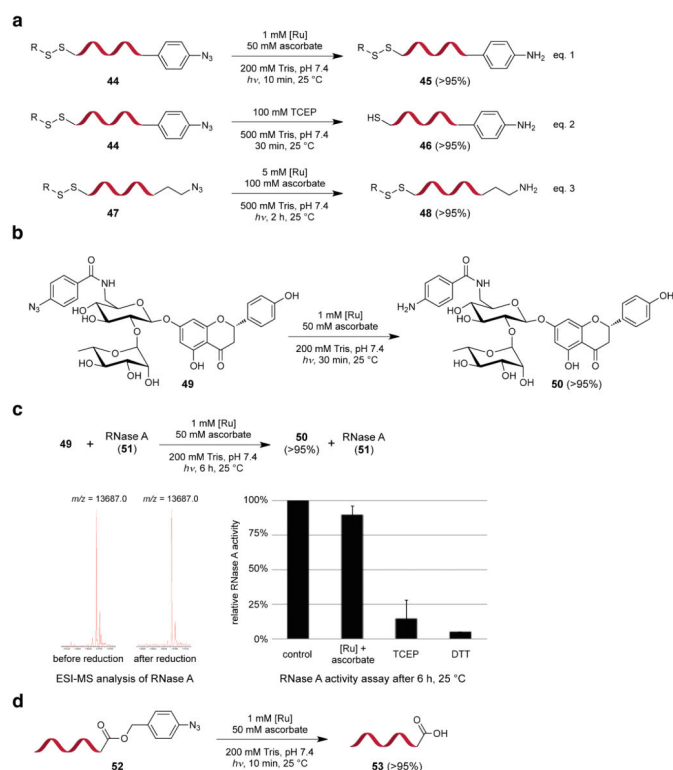 a
1 mM [Ru]
50 mM ascorbate
200 mM Tris, pH 7.4
hν, 10 min, 25 °C
R
S
S
N3
44
R
S
S
NH2
45 (>95%)
eq. 1
100 mM TCEP
500 mM Tris, pH 7.4
30 min, 25 °C
R
S
S
N3
44
HS
NH2
46 (>95%)
eq. 2
5 mM [Ru]
100 mM ascorbate
500 mM Tris, pH 7.4
hν, 2 h, 25 °C
R
S
S
N3
47
R
S
S
NH2
48 (>95%)
eq. 3
b
O
N
H
N3
O
HO
HO
O
O
O
OH
OH
O
O
HO
HO
OH
49
1 mM [Ru]
50 mM ascorbate
200 mM Tris, pH 7.4
hν, 30 min, 25 °C
O
N
H
H2N
O
HO
HO
O
O
O
OH
OH
O
O
HO
HO
OH
50 (>95%)
c
49 + RNase A
(51)
1 mM [Ru]
50 mM ascorbate
200 mM Tris, pH 7.4
hν, 6 h, 25 °C
50
(>95%)
+ RNase A
(51)
m/z = 13687.0 m/z = 13687.0
before reduction after reduction
ESI-MS analysis of RNase A
relative RNase A activity
100%
75%
50%
25%
0%
control
[Ru] +
ascorbate
TCEP
DTT
RNase A activity assay after 6 h, 25 °C
d
O
O
N3
52
1 mM [Ru]
50 mM ascorbate
200 mM Tris, pH 7.4
hν, 10 min, 25 °C
O
OH
53 (>95%)